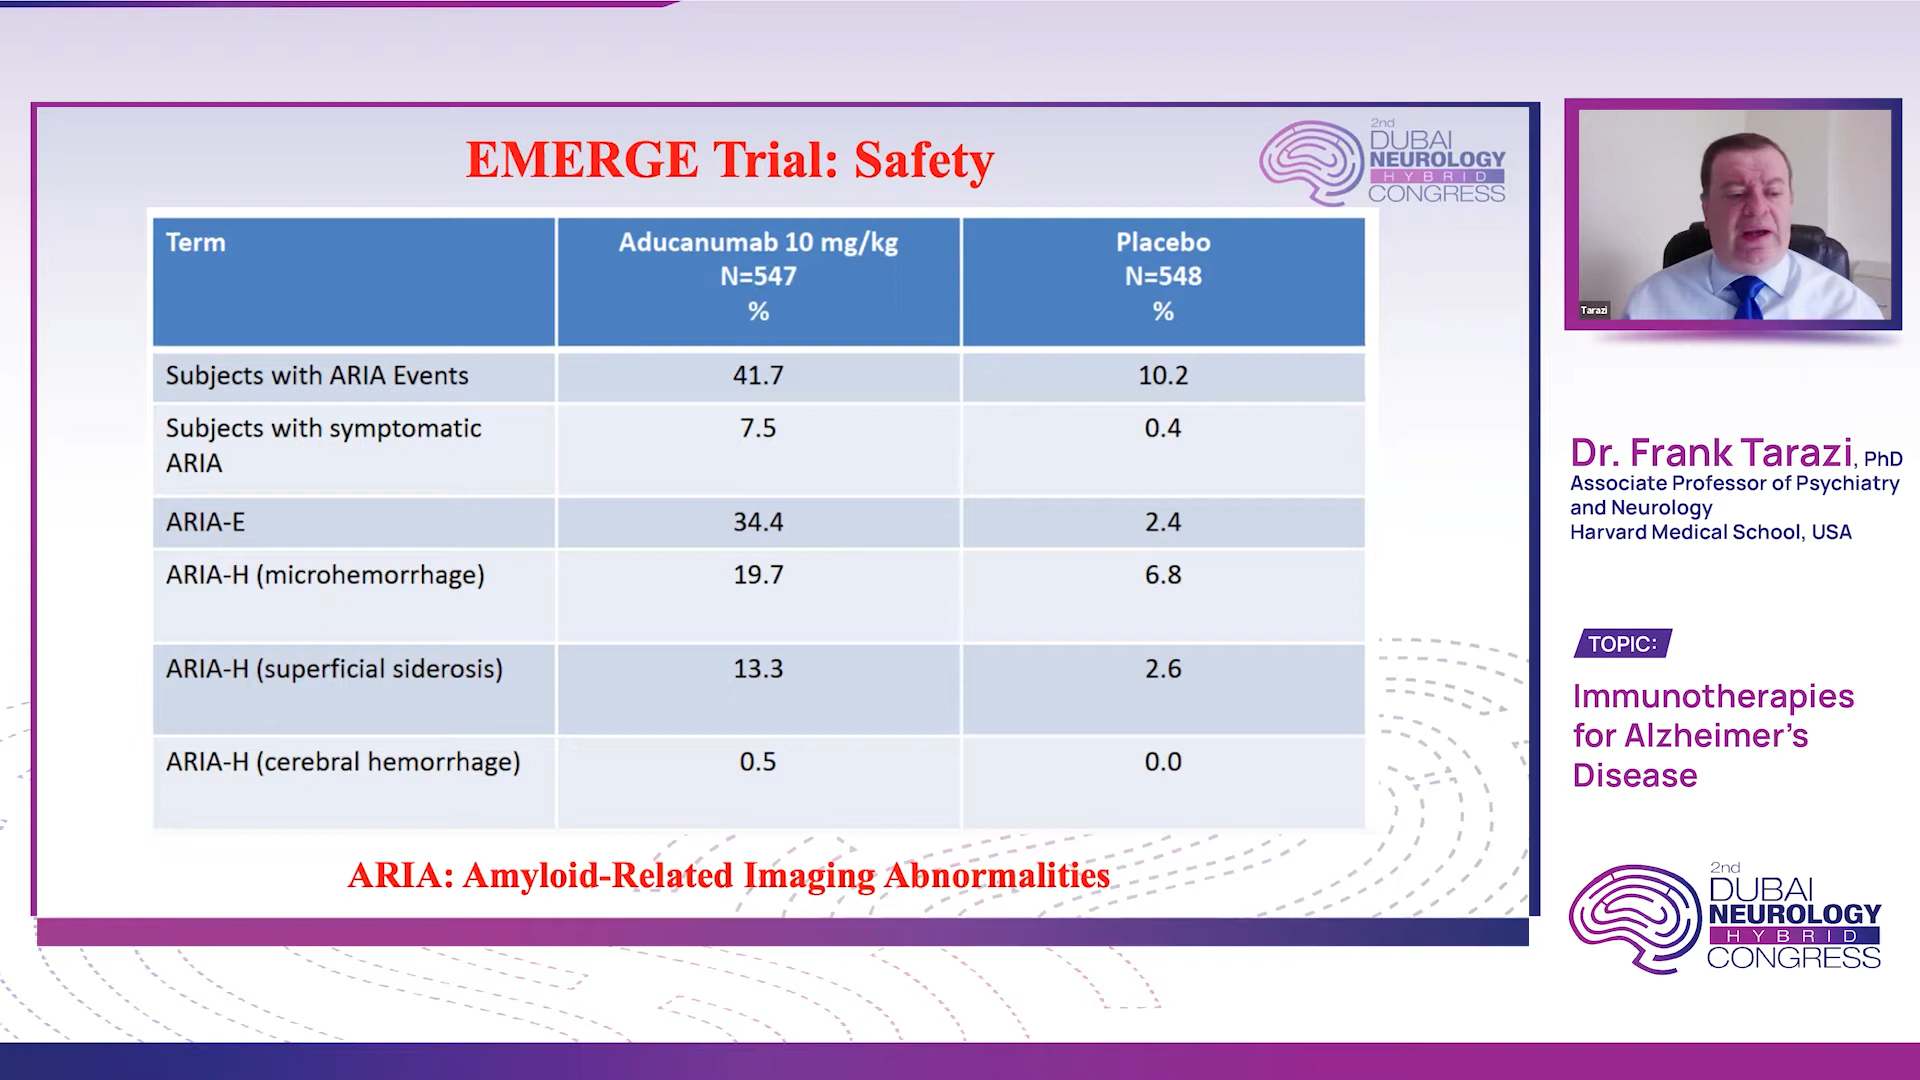 EMERGE Trial: Safety
2nd
DUBAI
NEUROLOGY
HYBRID
CONGRESS
Term
Aducanumab 10 mg/kg
N=547
%
Placebo
N=548
%
Subjects with ARIA Events
41.7
10.2
Subjects with symptomatic
ARIA
7.5
0.4
ARIA-E
34.4
2.4
ARIA-H (microhemorrhage)
19.7
6.8
ARIA-H (superficial siderosis)
13.3
2.6
ARIA-H (cerebral hemorrhage)
0.5
0.0
ARIA: Amyloid-Related Imaging Abnormalities
Tarazi
Dr. Frank Tarazi, PhD
Associate Professor of Psychiatry
and Neurology
Harvard Medical School, USA
TOPIC:
Immunotherapies
for Alzheimer's
Disease
2nd
DUBAI
NEUROLOGY
HYBRID
CONGRESS